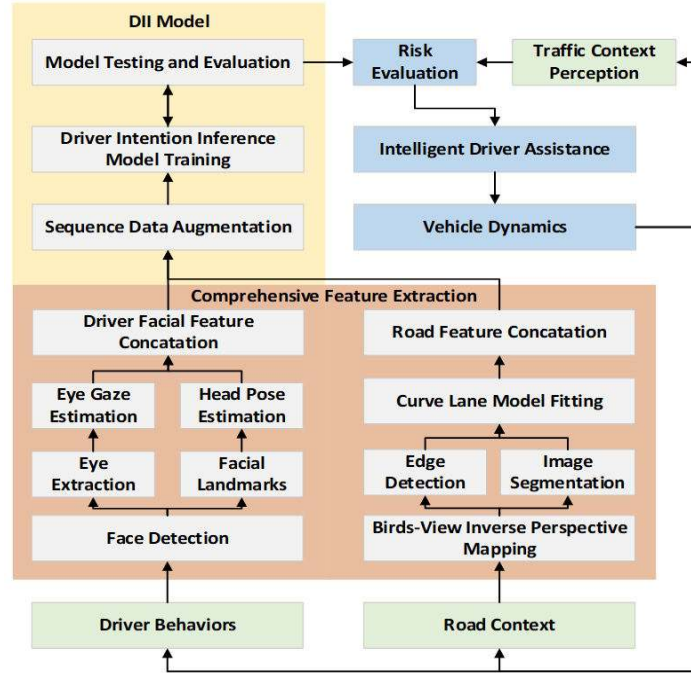 DII Model
Model Testing and Evaluation
Risk
Evaluation
Traffic Context
Perception
Driver Intention Inference
Model Training
Intelligent Driver Assistance
Sequence Data Augmentation
Vehicle Dynamics
Comprehensive Feature Extraction
Driver Facial Feature
Concatation
Road Feature Concatation
Eye Gaze
Estimation
Head Pose
Estimation
Curve Lane Model Fitting
Eye
Extraction
Facial
Landmarks
Edge
Detection
Image
Segmentation
Face Detection
Birds-View Inverse Perspective
Mapping
Driver Behaviors
Road Context